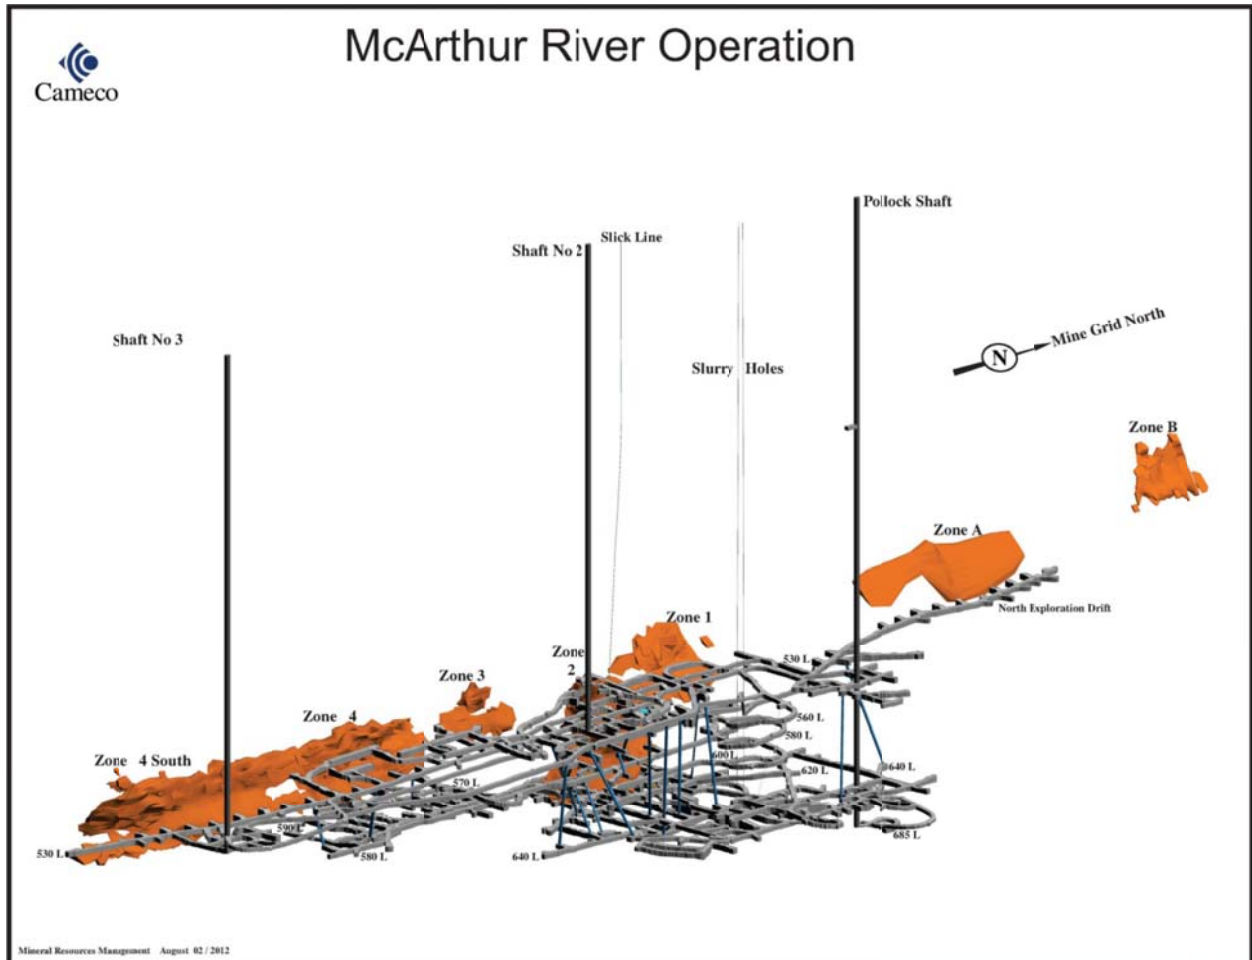 McArthur River Operation
Cameco
Pollock Shaft
Slick Line
Shaft No 2
Mine Grid North
N
Shaft No 3
Slurry Holes
Zone B
Zone A
North Exploration Drift
Zone 1
Zone
2
530 L
Zone 3
Zone 4
560 L
580 L
600 L
Zone 4 South
640 L
620 L
570 L
590 L
685 L
530 L
580 L
640 L
Mineral Resources Management August 02 / 2012